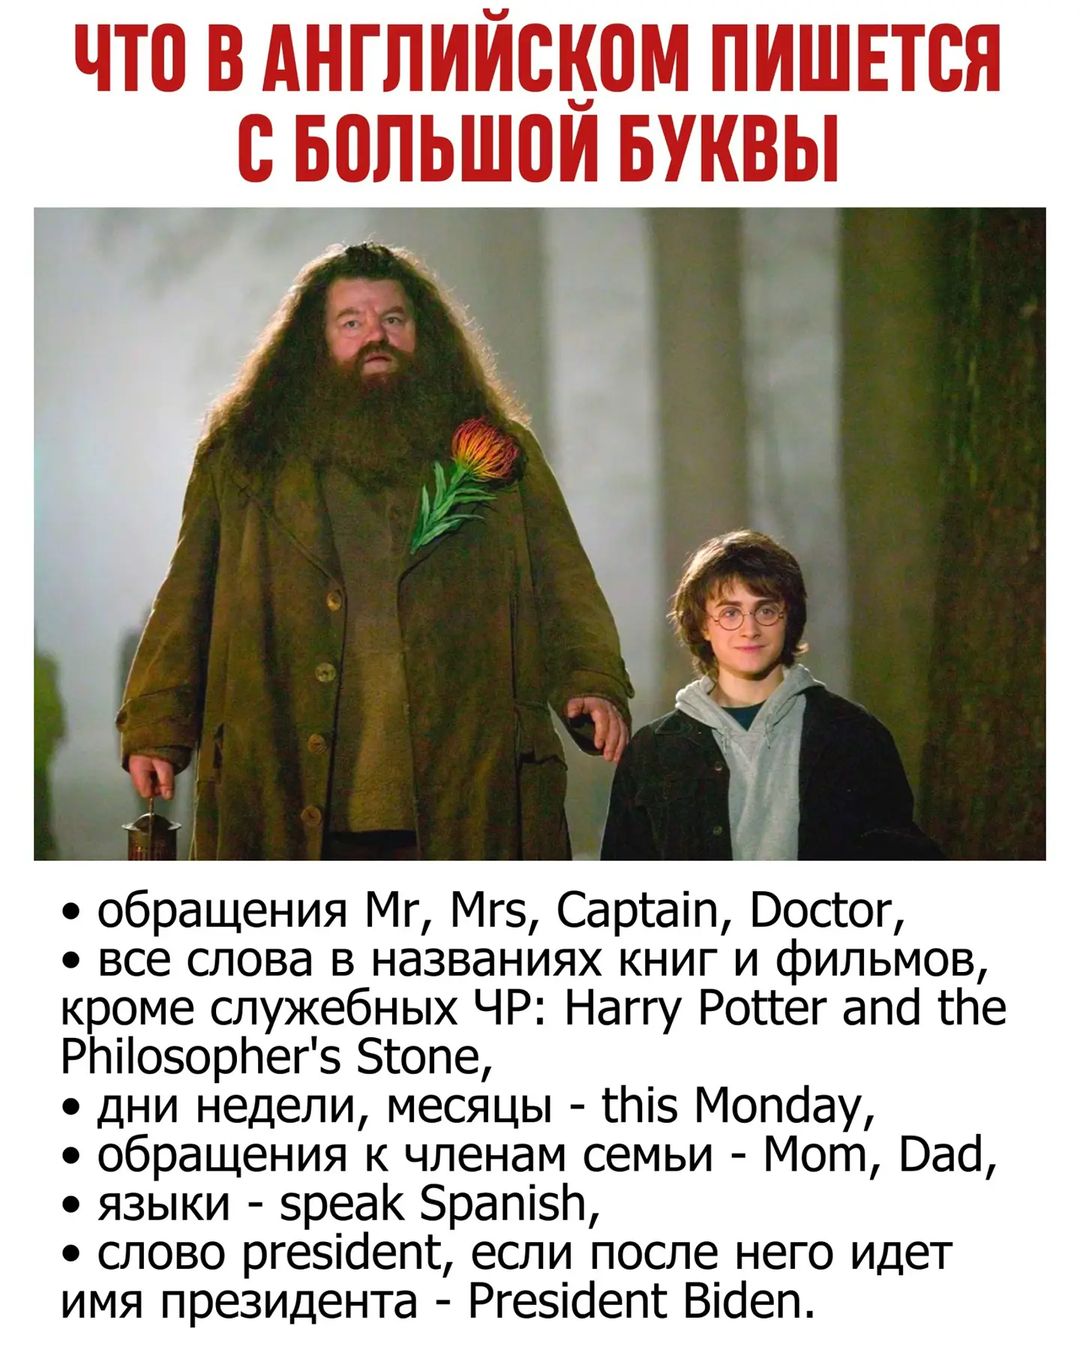 ЧТО В АНГЛИЙСКОМ ПИШЕТСЯ
С БОЛЬШОЙ БУКВЫ
• обращения Mr, Mrs, Captain, Doctor,
• все слова в названиях книг и фильмов,
кроме служебных ЧР: Harry Potter and the
Philosopher's Stone,
• дни недели, месяцы - this Monday,
• обращения к членам семьи - Mom, Dad,
• языки - speak Spanish,
• слово president, если после него идет
имя президента - President Biden.